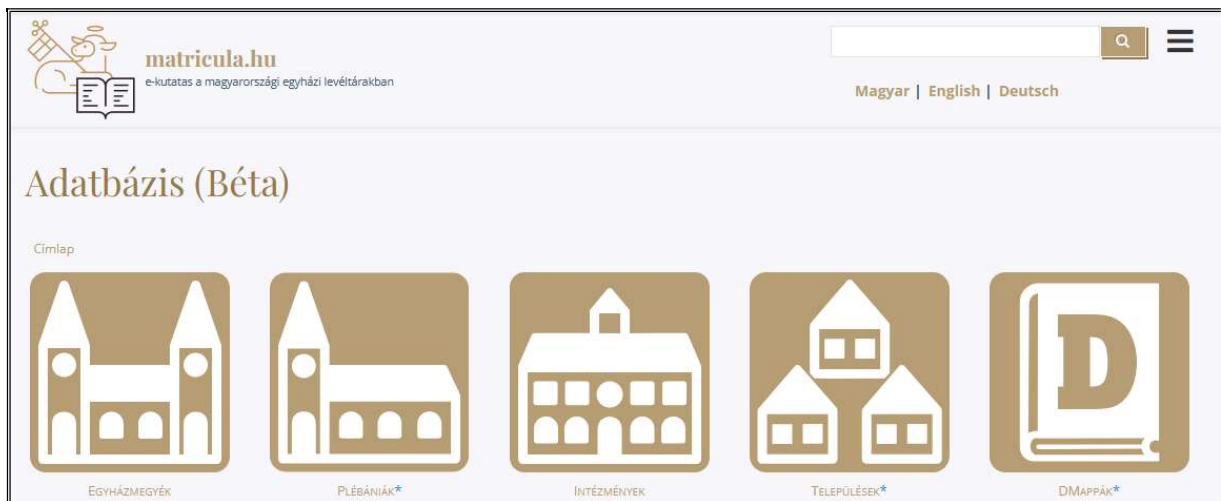 matricula.hu
e-kutatas a magyarországi egyházi levéltárakban
Magyar | English | Deutsch
Adatbázis (Béta)
Címlap
D
EGYHÁZMEGYÉK
PLÉBÁNIÁK*
INTÉZMÉNYEK
TELEPÜLÉSEK*
DMAPPÁK*